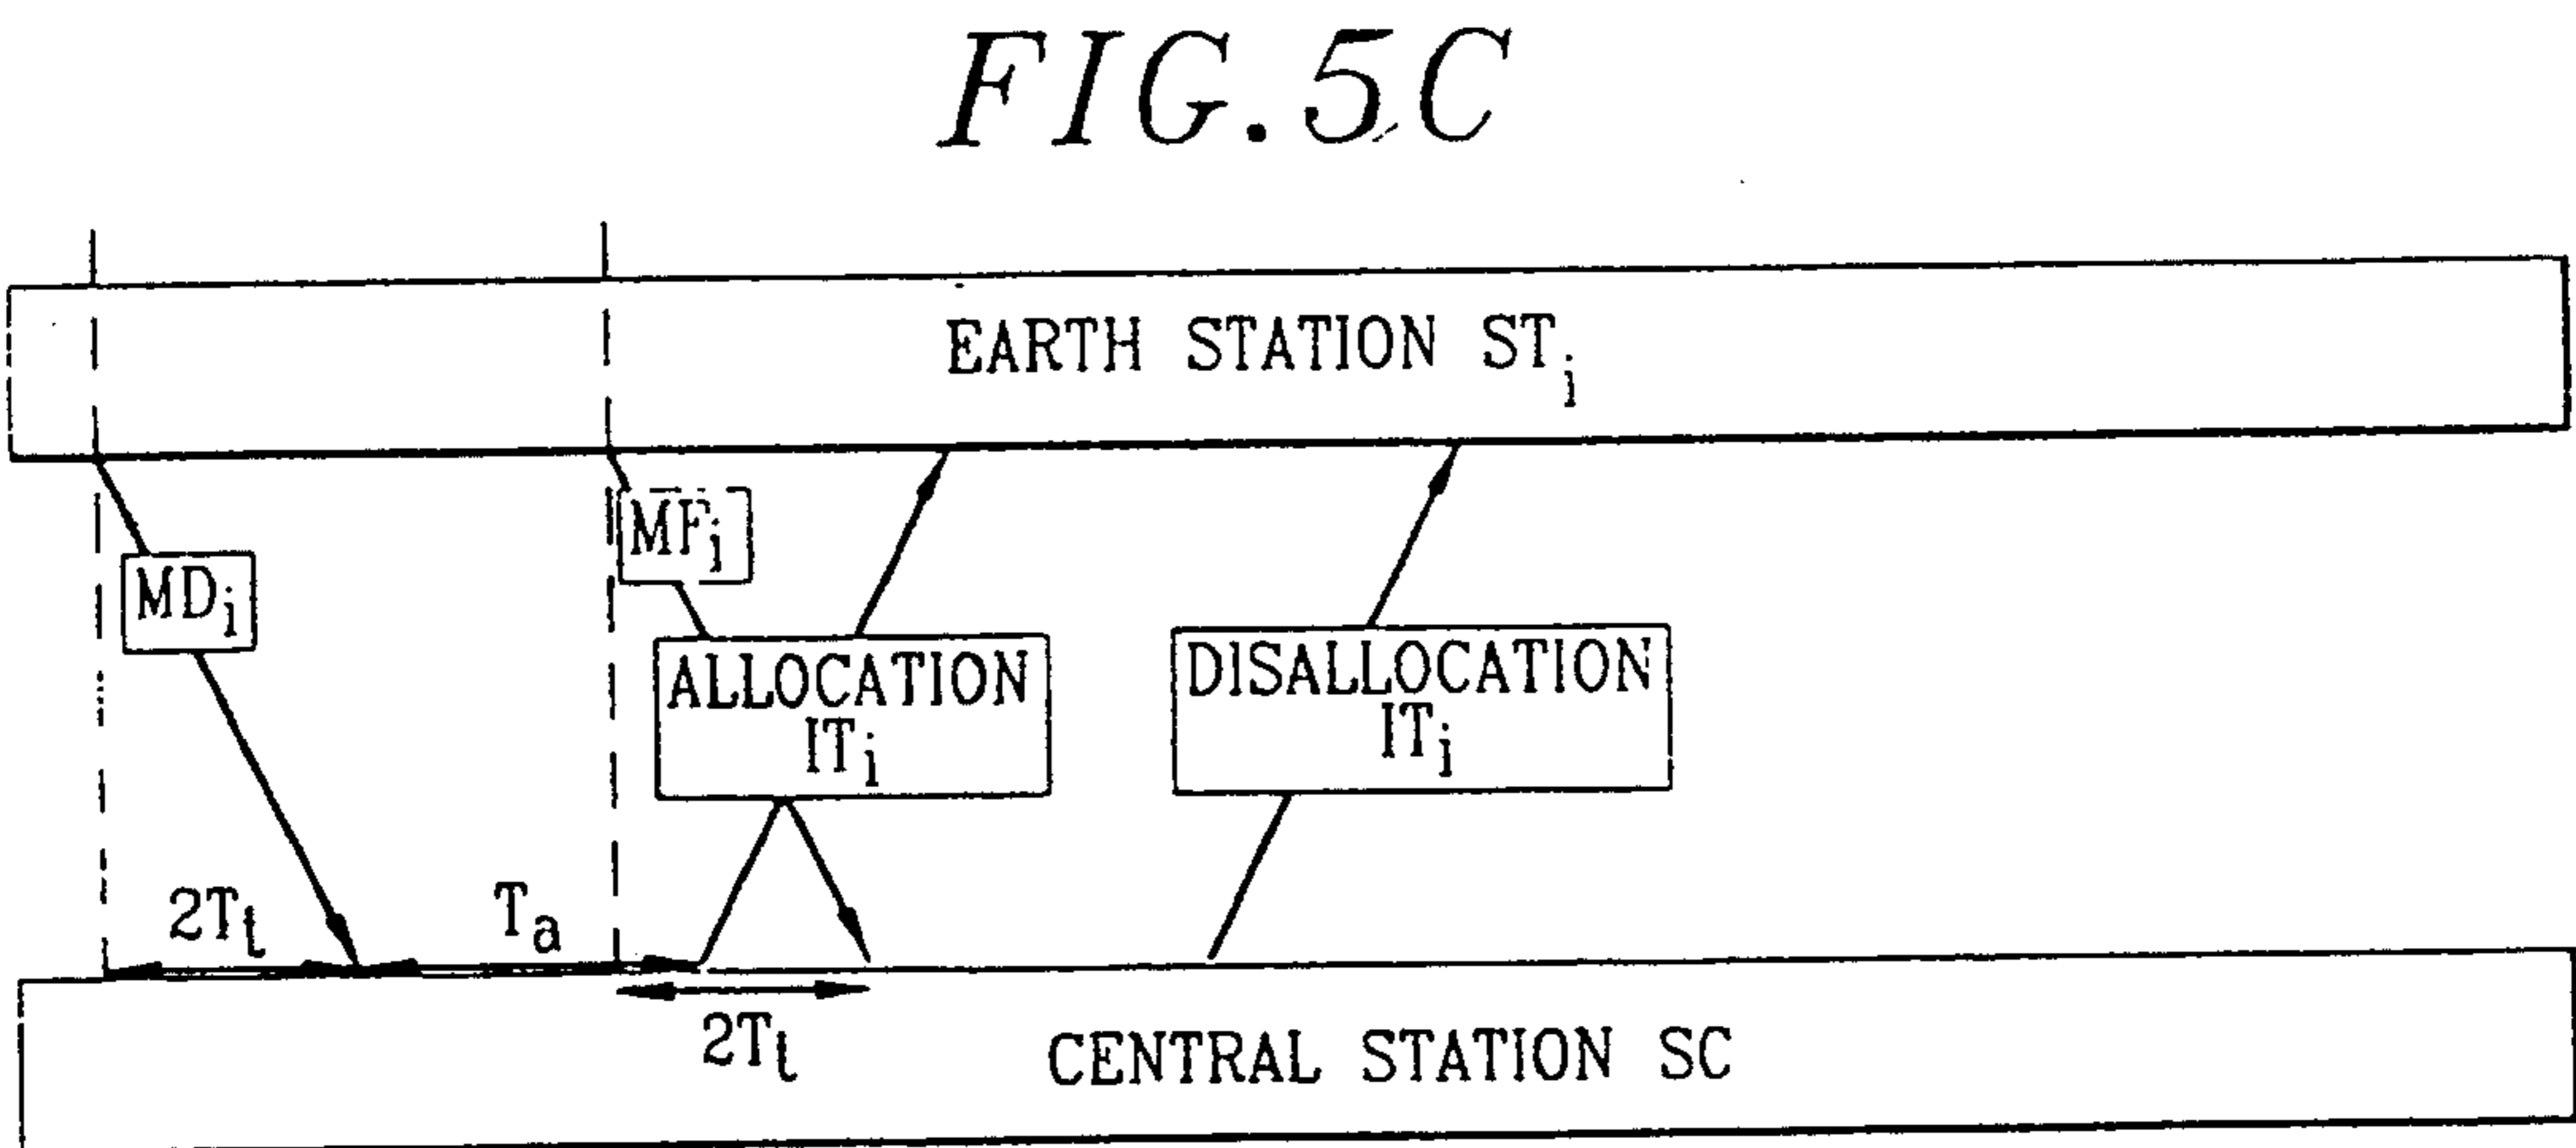 FIG. 5C
EARTH STATION STi
MDi
MFi
ALLOCATION
ITi
DISALLOCATION
ITi
2Tt
Ta
2Tt
CENTRAL STATION SC